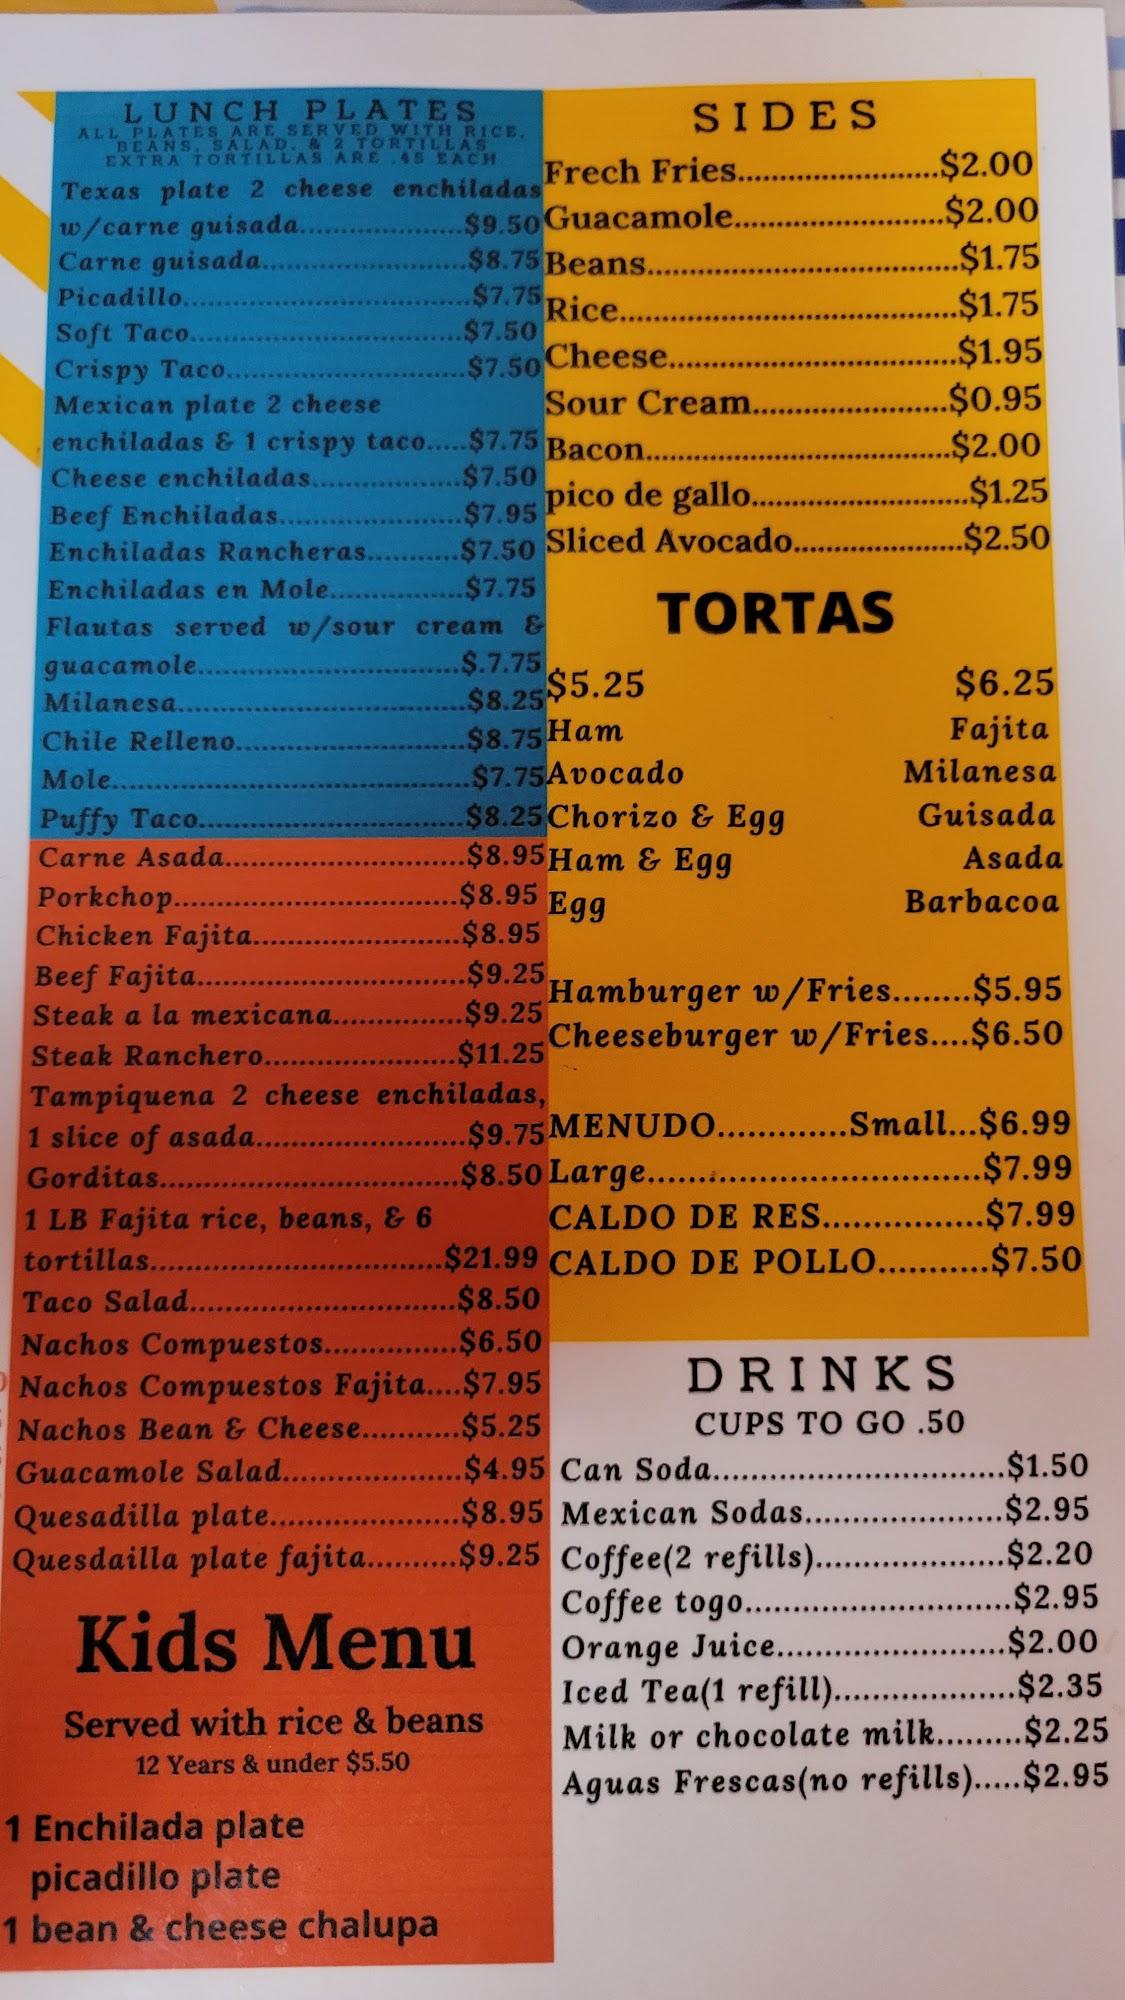 LUNCH PLATES
ALL PLATES ARE SERVED WITH RICE,
BEANS, SALAD, & 2 TORTILLAS
EXTRA TORTILLAS ARE .45 EACH
Texas plate 2 cheese enchiladas
w/carne guisada....................$9.50
Carne guisada.........................$8.75
Picadillo...................................$7.75
Soft Taco.................................$7.50
Crispy Taco.............................$7.50
Mexican plate 2 cheese
enchiladas & 1 crispy taco.....$7.75
Cheese enchiladas..................$7.50
Beef Enchiladas......................$7.95
Enchiladas Rancheras...........$7.50
Enchiladas en Mole................$7.75
Flautas served w/sour cream &
guacamole...............................$.7.75
Milanesa..................................$8.25
Chile Relleno...........................$8.75
Mole..........................................$7.75
Puffy Taco...............................$8.25
Carne Asada...........................$8.95
Porkchop.................................$8.95
Chicken Fajita........................$8.95
Beef Fajita..............................$9.25
Steak a la mexicana...............$9.25
Steak Ranchero......................$11.25
Tampiquena 2 cheese enchiladas,
1 slice of asada.......................$9.75
Gorditas..................................$8.50
1 LB Fajita rice, beans, & 6
tortillas.................................$21.99
Taco Salad.............................$8.50
Nachos Compuestos...............$6.50
Nachos Compuestos Fajita....$7.95
Nachos Bean & Cheese...........$5.25
Guacamole Salad....................$4.95
Quesadilla plate.....................$8.95
Quesdailla plate fajita..........$9.25
Kids Menu
Served with rice & beans
12 Years & under $5.50
1 Enchilada plate
picadillo plate
1 bean & cheese chalupa
SIDES
Frech Fries........................$2.00
Guacamole.........................$2.00
Beans..................................$1.75
Rice.....................................$1.75
Cheese................................$1.95
Sour Cream.......................$0.95
Bacon..................................$2.00
pico de gallo.......................$1.25
Sliced Avocado...................$2.50
TORTAS
$5.25 $6.25
Ham Fajita
Avocado Milanesa
Chorizo & Egg Guisada
Ham & Egg Asada
Egg Barbacoa
Hamburger w/Fries........$5.95
Cheeseburger w/Fries....$6.50
MENUDO.............Small...$6.99
Large..................................$7.99
CALDO DE RES................$7.99
CALDO DE POLLO...........$7.50
DRINKS
CUPS TO GO .50
Can Soda.............................$1.50
Mexican Sodas....................$2.95
Coffee(2 refills)...................$2.20
Coffee togo...........................$2.95
Orange Juice.......................$2.00
Iced Tea(1 refill)..................$2.35
Milk or chocolate milk.........$2.25
Aguas Frescas(no refills).....$2.95